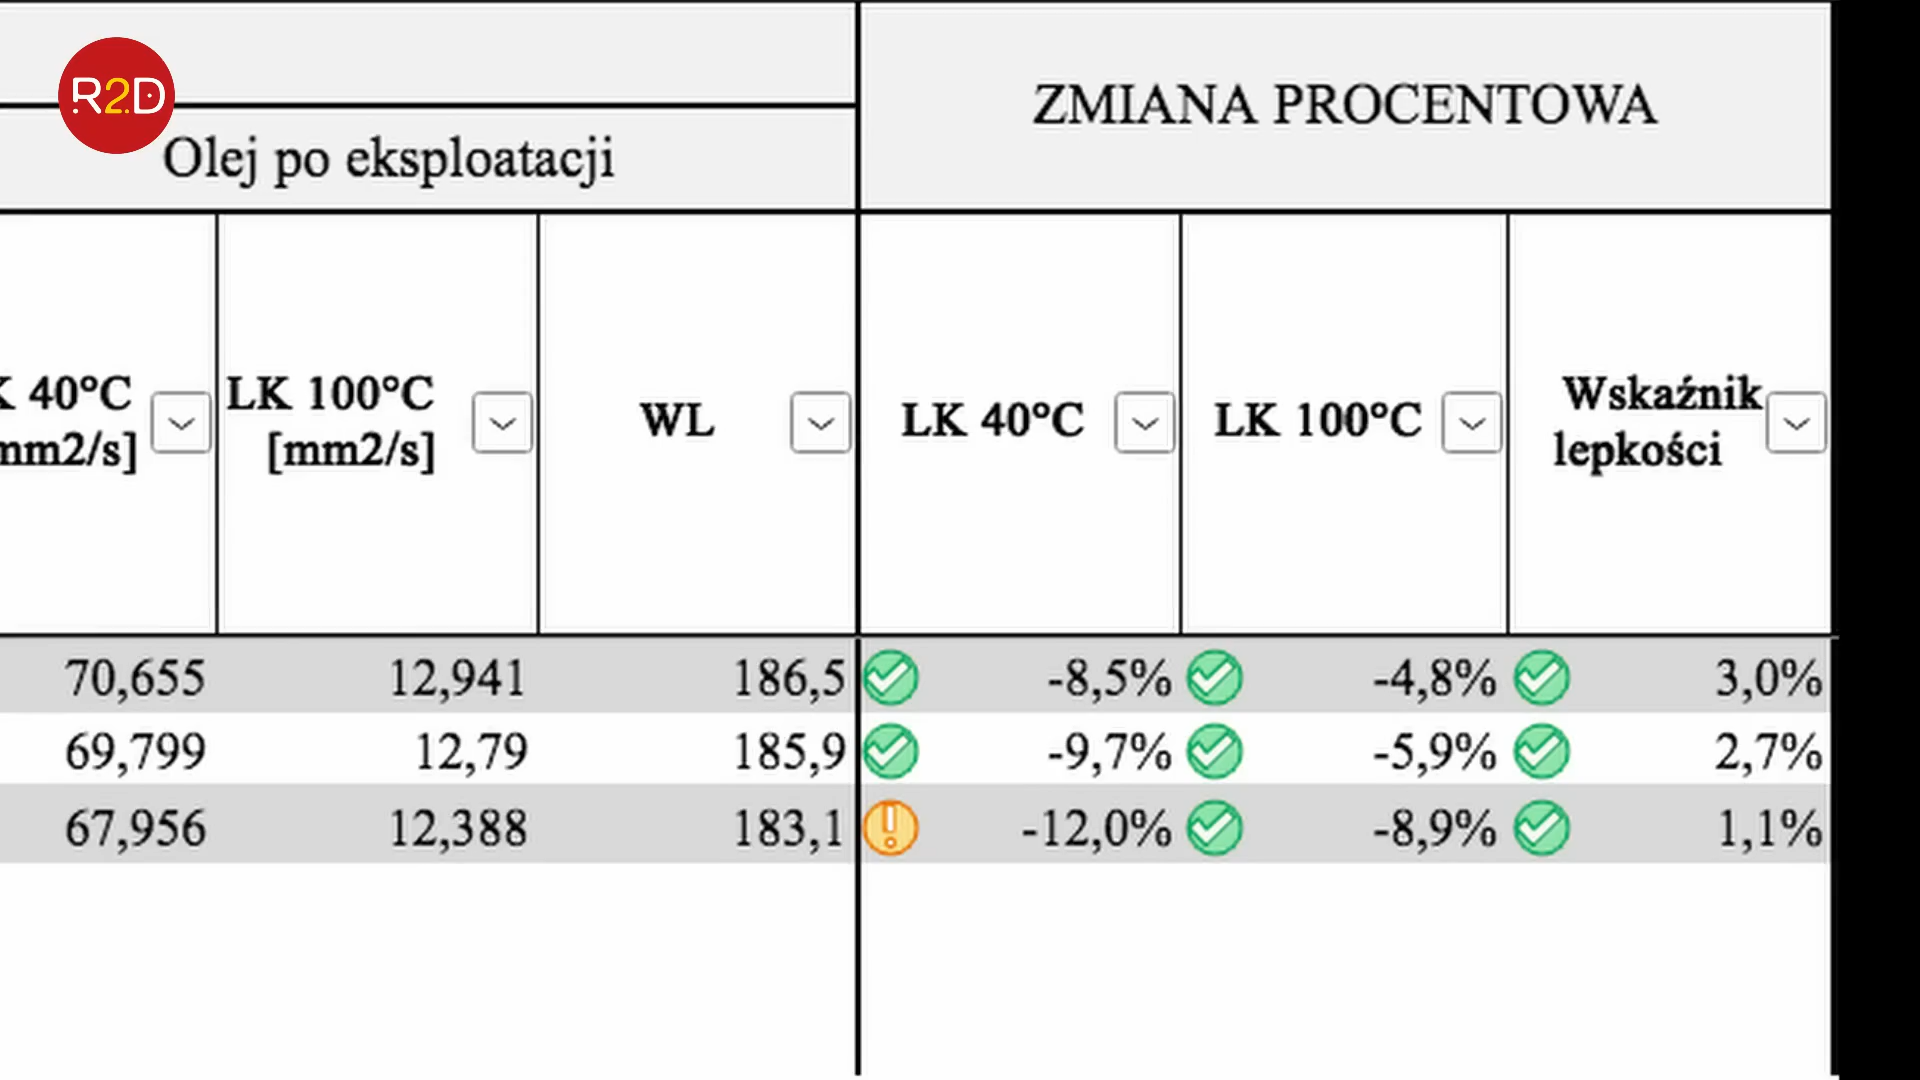 R2D
ZMIANA PROCENTOWA
Olej po eksploatacji
K 40°C
mm2/s]
LK 100°C
[mm2/s]
WL
LK 40°C
LK 100°C
Wskaźnik
lepkości
70,655 12,941 186,5 -8,5% -4,8% 3,0%
69,799 12,79 185,9 -9,7% -5,9% 2,7%
67,956 12,388 183,1 -12,0% -8,9% 1,1%